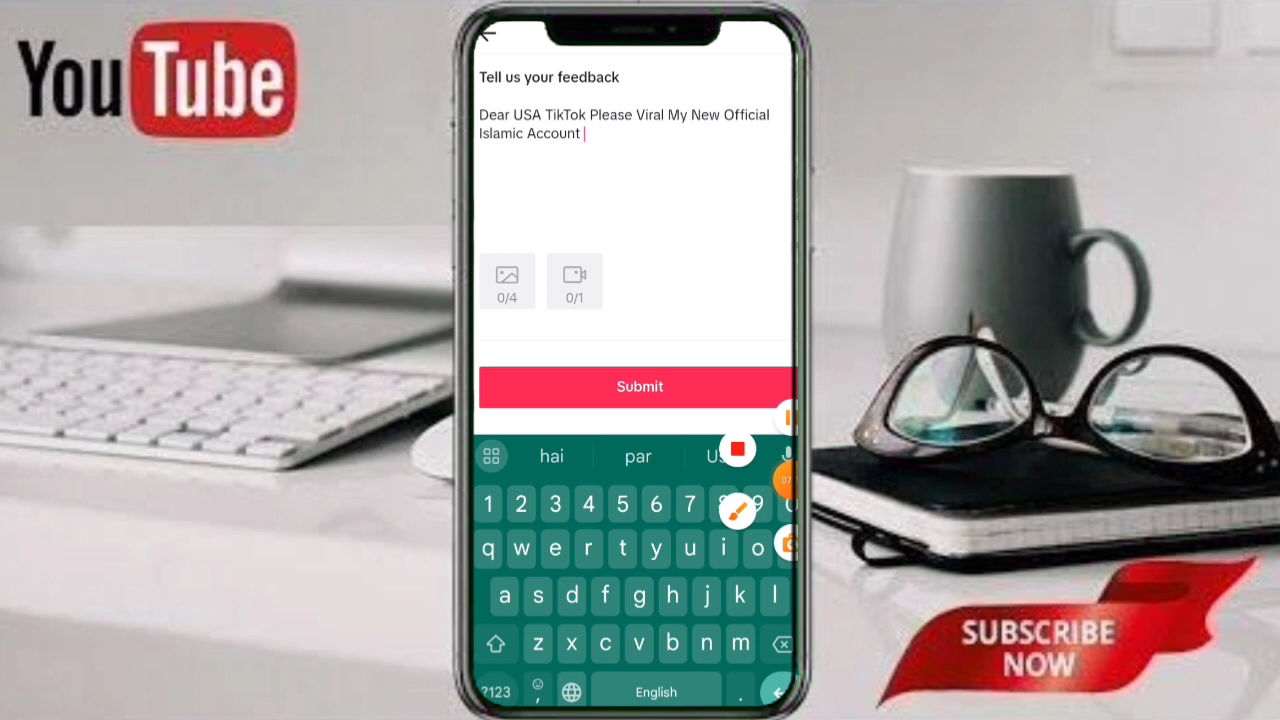 YouTube
Tell us your feedback
Dear USA TikTok Please Viral My New Official
Islamic Account
0/4
0/1
Submit
hai par
1 2 3 4 5 6 7 9
q w e r t y u i o
a s d f g h j k l
z x c v b n m
?123 , English .
SUBSCRIBE
NOW